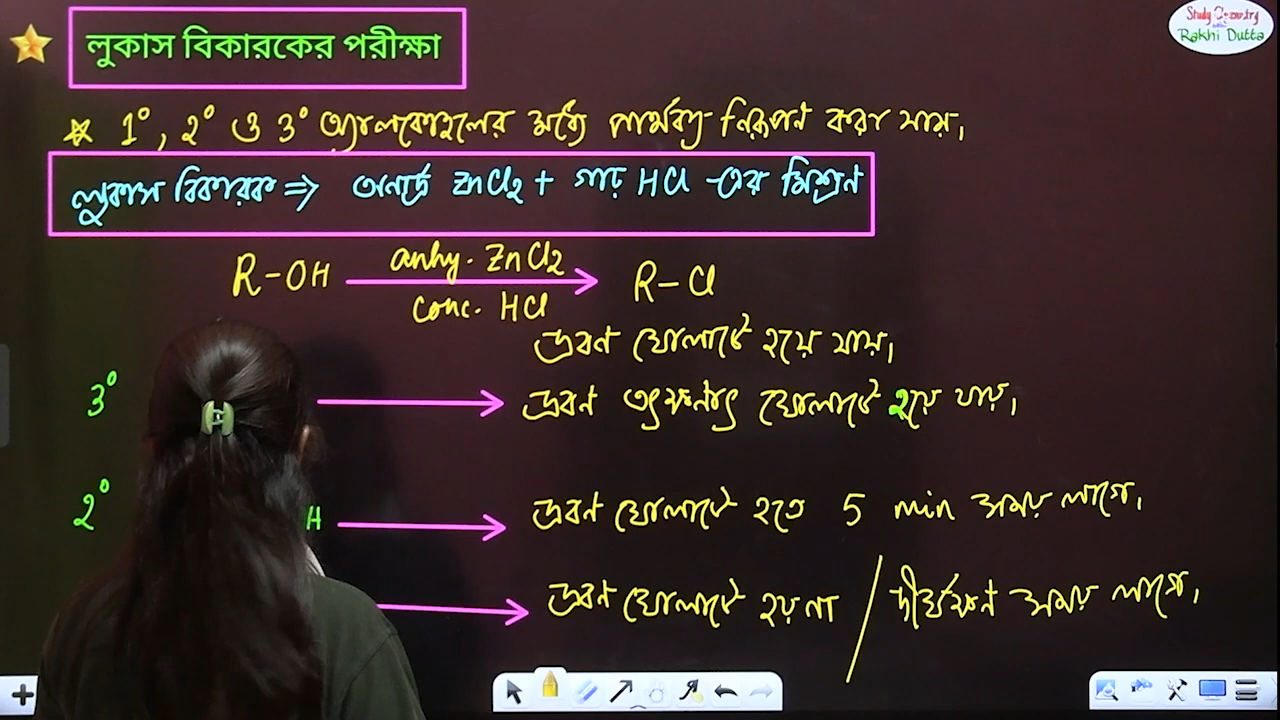 লুকাস বিকারকের পরীক্ষা
Study Chemistry
with
Rakhi Dutta
☆ 1°, 2° ও 3° অ্যালকোহলের মধ্যে পার্থক্য নিরূপণ করা যায়।
লুকাস বিকারক ⇒ অনার্দ্র ZnCl₂ + গাঢ় HCl -এর মিশ্রণ
R-OH anhy. ZnCl₂ → R-Cl
conc. HCl
দ্রবণ ঘোলাটে হয়ে যায়।
3° → দ্রবণ তৎক্ষণাৎ ঘোলাটে হয়ে যায়।
2° H → দ্রবণ ঘোলাটে হতে 5 min সময় লাগে।
→ দ্রবণ ঘোলাটে হয় না / দীর্ঘক্ষণ সময় লাগে।